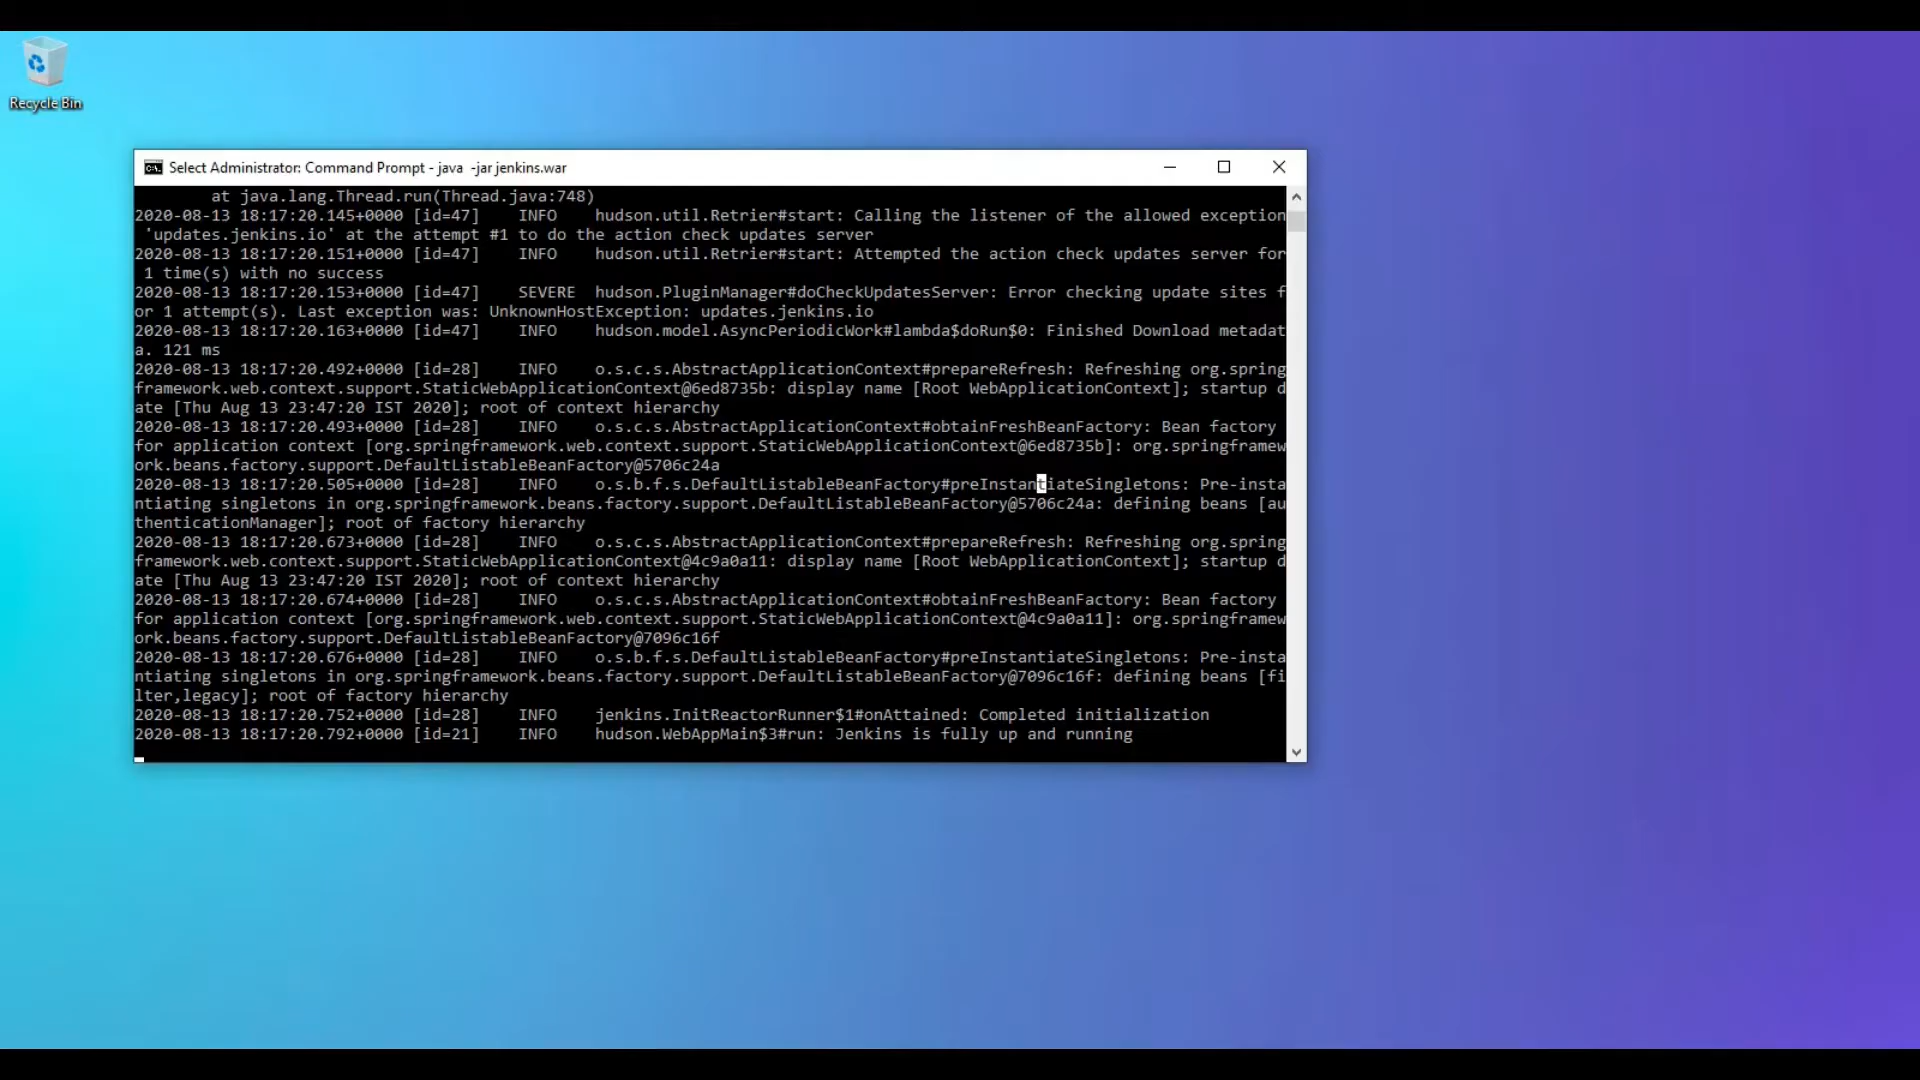 Recycle Bin
Select Administrator: Command Prompt - java  -jar jenkins.war
at java.lang.Thread.run(Thread.java:748)
2020-08-13 18:17:20.145+0000 [id=47]    INFO    hudson.util.Retrier#start: Calling the listener of the allowed exception
'updates.jenkins.io' at the attempt #1 to do the action check updates server
2020-08-13 18:17:20.151+0000 [id=47]    INFO    hudson.util.Retrier#start: Attempted the action check updates server for
1 time(s) with no success
2020-08-13 18:17:20.153+0000 [id=47]    SEVERE  hudson.PluginManager#doCheckUpdatesServer: Error checking update sites f
or 1 attempt(s). Last exception was: UnknownHostException: updates.jenkins.io
2020-08-13 18:17:20.163+0000 [id=47]    INFO    hudson.model.AsyncPeriodicWork#lambda$doRun$0: Finished Download metadat
a. 121 ms
2020-08-13 18:17:20.492+0000 [id=28]    INFO    o.s.c.s.AbstractApplicationContext#prepareRefresh: Refreshing org.spring
framework.web.context.support.StaticWebApplicationContext@6ed8735b: display name [Root WebApplicationContext]; startup d
ate [Thu Aug 13 23:47:20 IST 2020]; root of context hierarchy
2020-08-13 18:17:20.493+0000 [id=28]    INFO    o.s.c.s.AbstractApplicationContext#obtainFreshBeanFactory: Bean factory
for application context [org.springframework.web.context.support.StaticWebApplicationContext@6ed8735b]: org.springframew
ork.beans.factory.support.DefaultListableBeanFactory@5706c24a
2020-08-13 18:17:20.505+0000 [id=28]    INFO    o.s.b.f.s.DefaultListableBeanFactory#preInstantiateSingletons: Pre-insta
ntiating singletons in org.springframework.beans.factory.support.DefaultListableBeanFactory@5706c24a: defining beans [au
thenticationManager]; root of factory hierarchy
2020-08-13 18:17:20.673+0000 [id=28]    INFO    o.s.c.s.AbstractApplicationContext#prepareRefresh: Refreshing org.spring
framework.web.context.support.StaticWebApplicationContext@4c9a0a11: display name [Root WebApplicationContext]; startup d
ate [Thu Aug 13 23:47:20 IST 2020]; root of context hierarchy
2020-08-13 18:17:20.674+0000 [id=28]    INFO    o.s.c.s.AbstractApplicationContext#obtainFreshBeanFactory: Bean factory
for application context [org.springframework.web.context.support.StaticWebApplicationContext@4c9a0a11]: org.springframew
ork.beans.factory.support.DefaultListableBeanFactory@7096c16f
2020-08-13 18:17:20.676+0000 [id=28]    INFO    o.s.b.f.s.DefaultListableBeanFactory#preInstantiateSingletons: Pre-insta
ntiating singletons in org.springframework.beans.factory.support.DefaultListableBeanFactory@7096c16f: defining beans [fi
lter,legacy]; root of factory hierarchy
2020-08-13 18:17:20.752+0000 [id=28]    INFO    jenkins.InitReactorRunner$1#onAttained: Completed initialization
2020-08-13 18:17:20.792+0000 [id=21]    INFO    hudson.WebAppMain$3#run: Jenkins is fully up and running